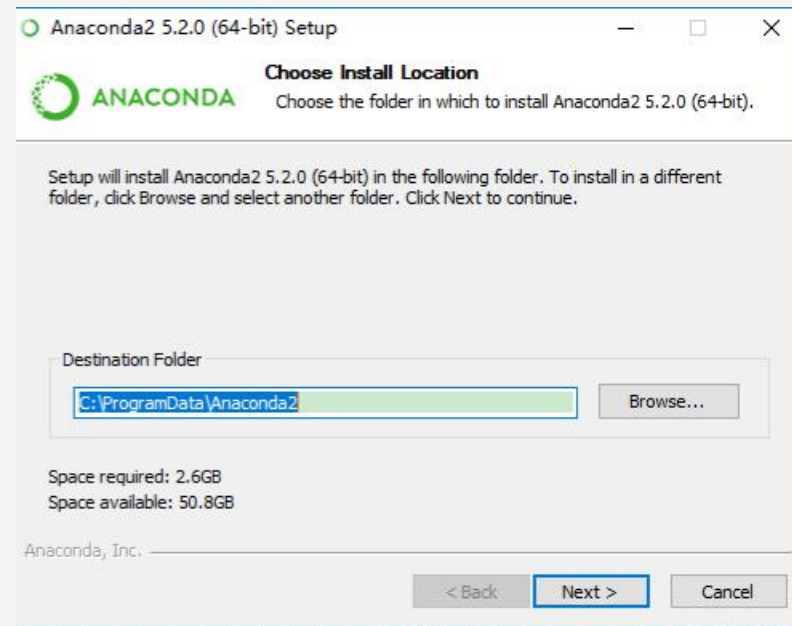 Anaconda2 5.2.0 (64-bit) Setup
ANACONDA
Choose Install Location
Choose the folder in which to install Anaconda2 5.2.0 (64-bit).
Setup will install Anaconda2 5.2.0 (64-bit) in the following folder. To install in a different
folder, click Browse and select another folder. Click Next to continue.
Destination Folder
C:\ProgramData\Anaconda2
Browse...
Space required: 2.6GB
Space available: 50.8GB
Anaconda, Inc.
< Back
Next >
Cancel